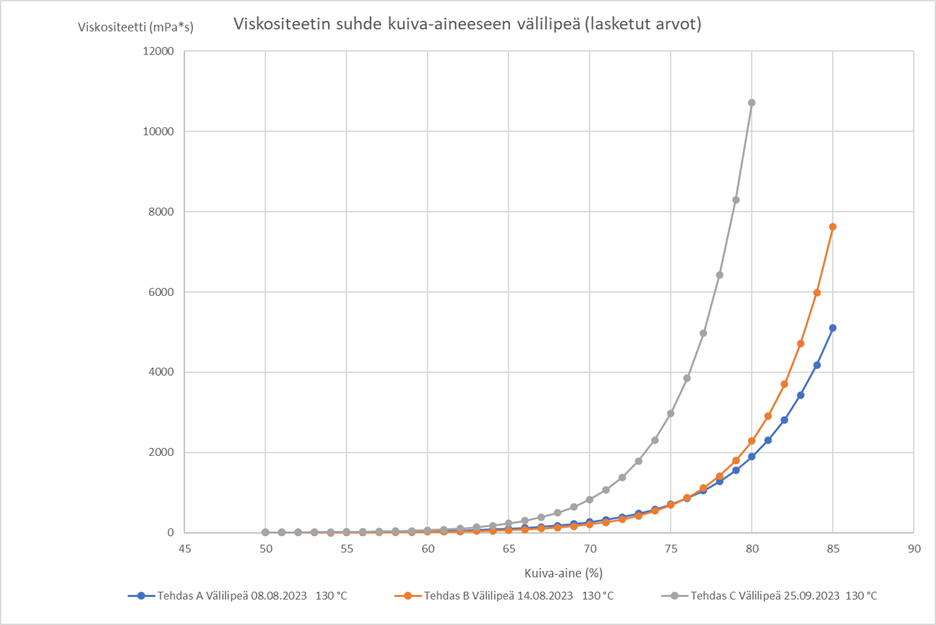 Viskositeetti (mPa*s)
Viskositeetin suhde kuiva-aineeseen välilipeä (lasketut arvot)
12000
10000
8000
6000
4000
2000
0
45 50 55 60 65 70 75 80 85 90
Kuiva-aine (%)
Tehdas A Välilipeä 08.08.2023 130 °C Tehdas B Välilipeä 14.08.2023 130 °C Tehdas C Välilipeä 25.09.2023 130 °C